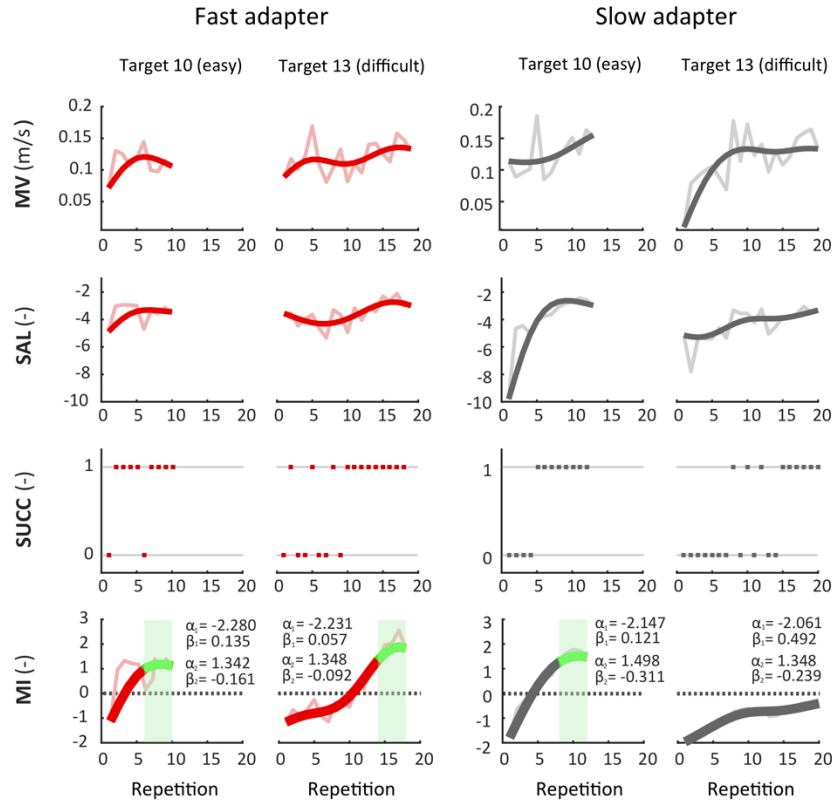 Fast adapter Slow adapter
Target 10 (easy) Target 13 (difficult) Target 10 (easy) Target 13 (difficult)
MV (m/s)
0.2 0.2
0.15 0.15
0.1 0.1
0.05 0.05
0 5 10 15 20 0 5 10 15 20 0 5 10 15 20 0 5 10 15 20
SAL (-)
-2 -2
-4 -4
-6 -6
-8 -8
-10 -10
0 5 10 15 20 0 5 10 15 20 0 5 10 15 20 0 5 10 15 20
SUCC (-)
1 1
0 0
0 5 10 15 20 0 5 10 15 20 0 5 10 15 20 0 5 10 15 20
MI (-)
3 3
2 2
1 1
0 0
-1 -1
-2 -2
α₁= -2.280 α₁= -2.231 α₁= -2.147 α₁= -2.061
β₁= 0.135 β₁= 0.057 β₁= 0.121 β₁= 0.492
α₂= 1.342 α₂= 1.348 α₂= 1.498 α₂= 1.348
β₂= -0.161 β₂= -0.092 β₂= -0.311 β₂= -0.239
0 5 10 15 20 0 5 10 15 20 0 5 10 15 20 0 5 10 15 20
Repetition Repetition Repetition Repetition